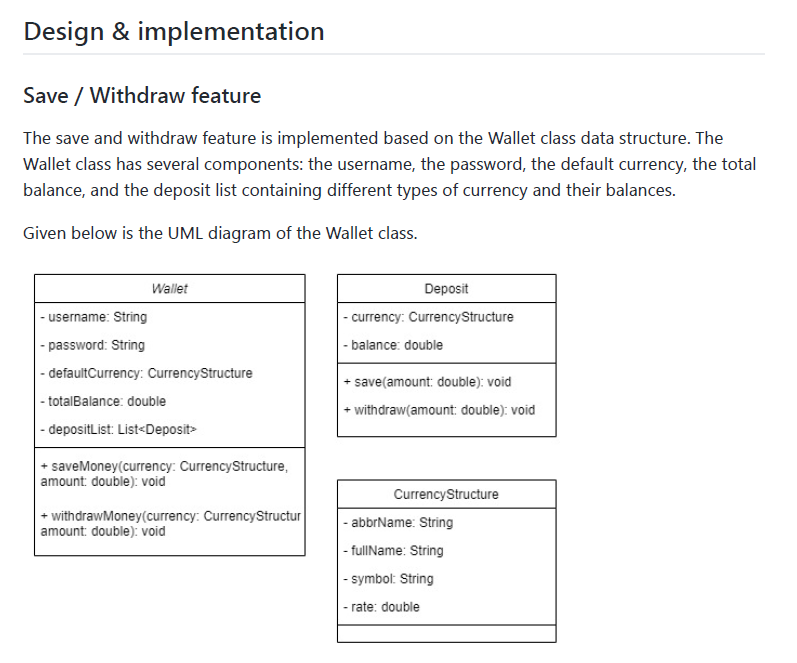 Design & implementation
Save / Withdraw feature
The save and withdraw feature is implemented based on the Wallet class data structure. The
Wallet class has several components: the username, the password, the default currency, the total
balance, and the deposit list containing different types of currency and their balances.
Given below is the UML diagram of the Wallet class.
Wallet
- username: String
- password: String
- defaultCurrency: CurrencyStructure
- totalBalance: double
- depositList: List<Deposit>
+ saveMoney(currency: CurrencyStructure,
amount: double): void
+ withdrawMoney(currency: CurrencyStructur
amount: double): void
Deposit
- currency: CurrencyStructure
- balance: double
+ save(amount: double): void
+ withdraw(amount: double): void
CurrencyStructure
- abbrName: String
- fullName: String
- symbol: String
- rate: double